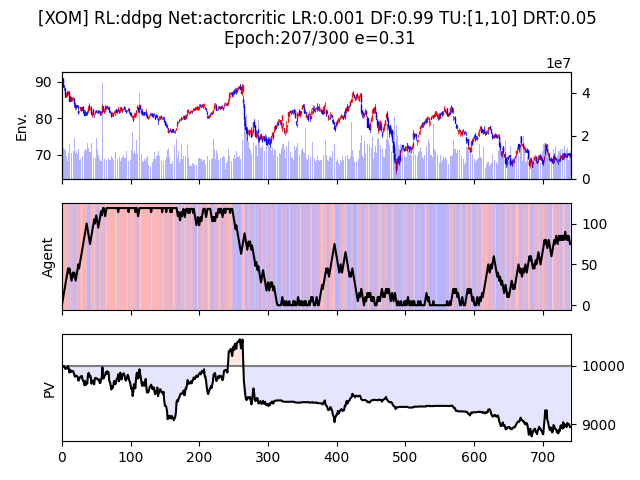 [XOM] RL:ddpg Net:actorcritic LR:0.001 DF:0.99 TU:[1,10] DRT:0.05
Epoch:207/300 e=0.31
1e7
90
80
70
Env.
4
2
0
Agent
100
50
0
PV
10000
9000
0 100 200 300 400 500 600 700